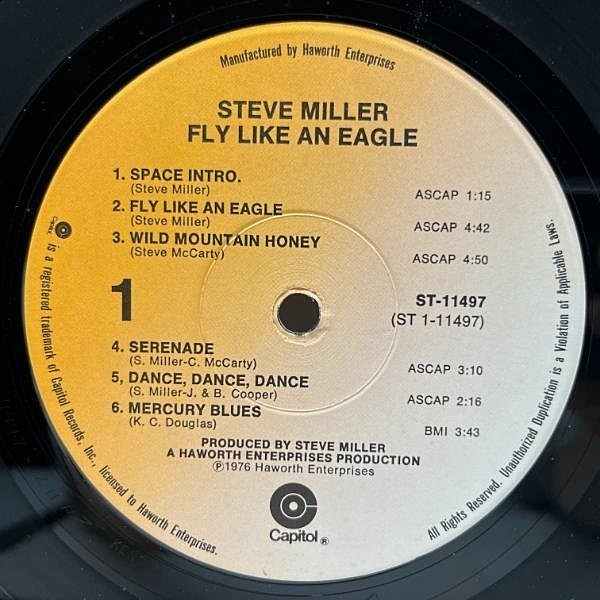 Manufactured by Haworth Enterprises
STEVE MILLER
FLY LIKE AN EAGLE
1. SPACE INTRO.
(Steve Miller)
ASCAP 1:15
2. FLY LIKE AN EAGLE
(Steve Miller)
ASCAP 4:42
3. WILD MOUNTAIN HONEY
(Steve McCarty)
ASCAP 4:50
1
ST-11497
(ST 1-11497)
4. SERENADE
(S. Miller-C. McCarty)
ASCAP 3:10
5, DANCE, DANCE, DANCE
(S. Miller-J. & B. Cooper)
ASCAP 2:16
6. MERCURY BLUES
(K. C. Douglas)
BMI 3:43
PRODUCED BY STEVE MILLER
A HAWORTH ENTERPRISES PRODUCTION
Ⓟ1976 Haworth Enterprises
Capitol®
Capitol is a registered trademark of Capitol Records, Inc., licensed to Haworth Enterprises.
All Rights Reserved. Unauthorized Duplication is a Violation of Applicable Laws.